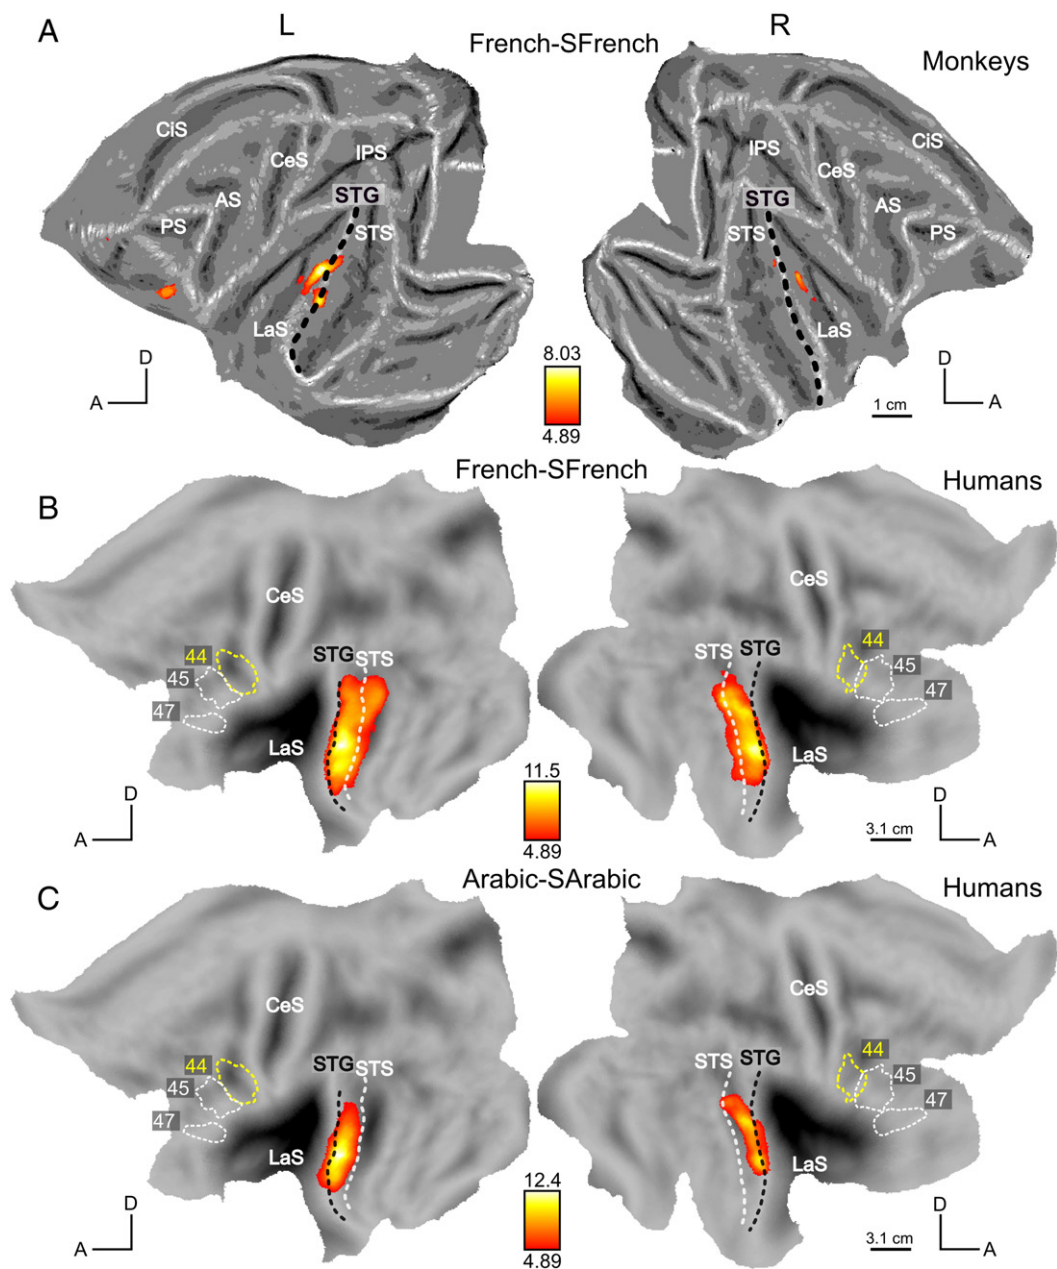 A
L
French-SFrench
R
Monkeys
CiS
CeS
IPS
STG
AS
PS
STS
LaS
D
A
8.03
4.89
IPS
CiS
CeS
STG
AS
STS
PS
LaS
D
A
1 cm
French-SFrench
Humans
B
CeS
STG
STS
44
45
47
LaS
D
A
11.5
4.89
CeS
STG
STS
44
45
47
LaS
D
A
3.1 cm
Arabic-SArabic
Humans
C
CeS
STG
STS
44
45
47
LaS
D
A
12.4
4.89
CeS
STG
STS
44
45
47
LaS
D
A
3.1 cm